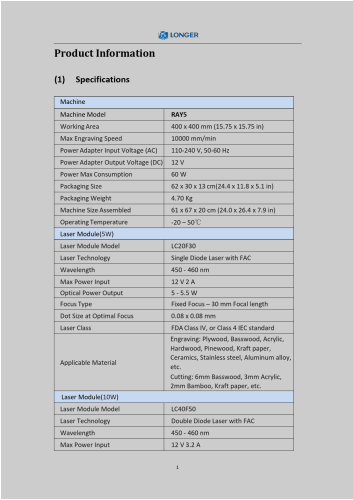 LONGER
Product Information
(1) Specifications
Machine
Machine Model RAY5
Working Area 400 x 400 mm (15.75 x 15.75 in)
Max Engraving Speed 10000 mm/min
Power Adapter Input Voltage (AC) 110-240 V, 50-60 Hz
Power Adapter Output Voltage (DC) 12 V
Power Max Consumption 60 W
Packaging Size 62 x 30 x 13 cm(24.4 x 11.8 x 5.1 in)
Packaging Weight 4.70 Kg
Machine Size Assembled 61 x 67 x 20 cm (24.0 x 26.4 x 7.9 in)
Operating Temperature -20 – 50℃
Laser Module(5W)
Laser Module Model LC20F30
Laser Technology Single Diode Laser with FAC
Wavelength 450 - 460 nm
Max Power Input 12 V 2 A
Optical Power Output 5 - 5.5 W
Focus Type Fixed Focus – 30 mm Focal length
Dot Size at Optimal Focus 0.08 x 0.08 mm
Laser Class FDA Class IV, or Class 4 IEC standard
Applicable Material
Engraving: Plywood, Basswood, Acrylic,
Hardwood, Pinewood, Kraft paper,
Ceramics, Stainless steel, Aluminum alloy,
etc.
Cutting: 6mm Basswood, 3mm Acrylic,
2mm Bamboo, Kraft paper, etc.
Laser Module(10W)
Laser Module Model LC40F50
Laser Technology Double Diode Laser with FAC
Wavelength 450 - 460 nm
Max Power Input 12 V 3.2 A
1